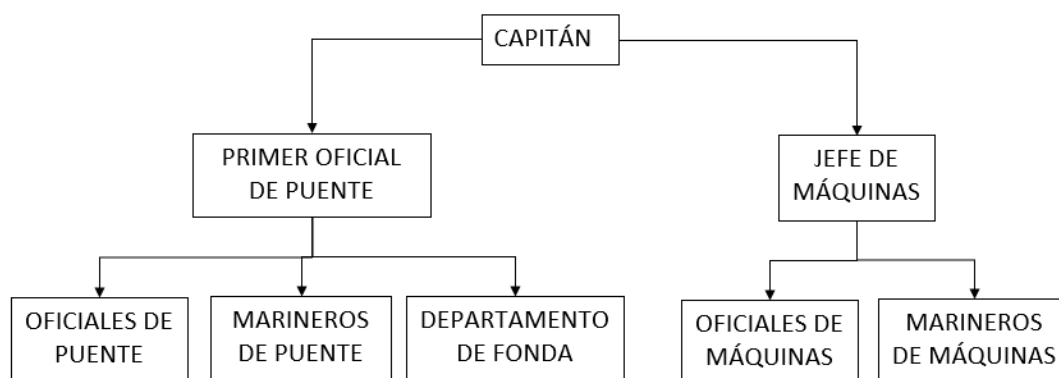 CAPITÁN
PRIMER OFICIAL
DE PUENTE
JEFE DE
MÁQUINAS
OFICIALES DE
PUENTE
MARINEROS
DE PUENTE
DEPARTAMENTO
DE FONDA
OFICIALES DE
MÁQUINAS
MARINEROS
DE MÁQUINAS